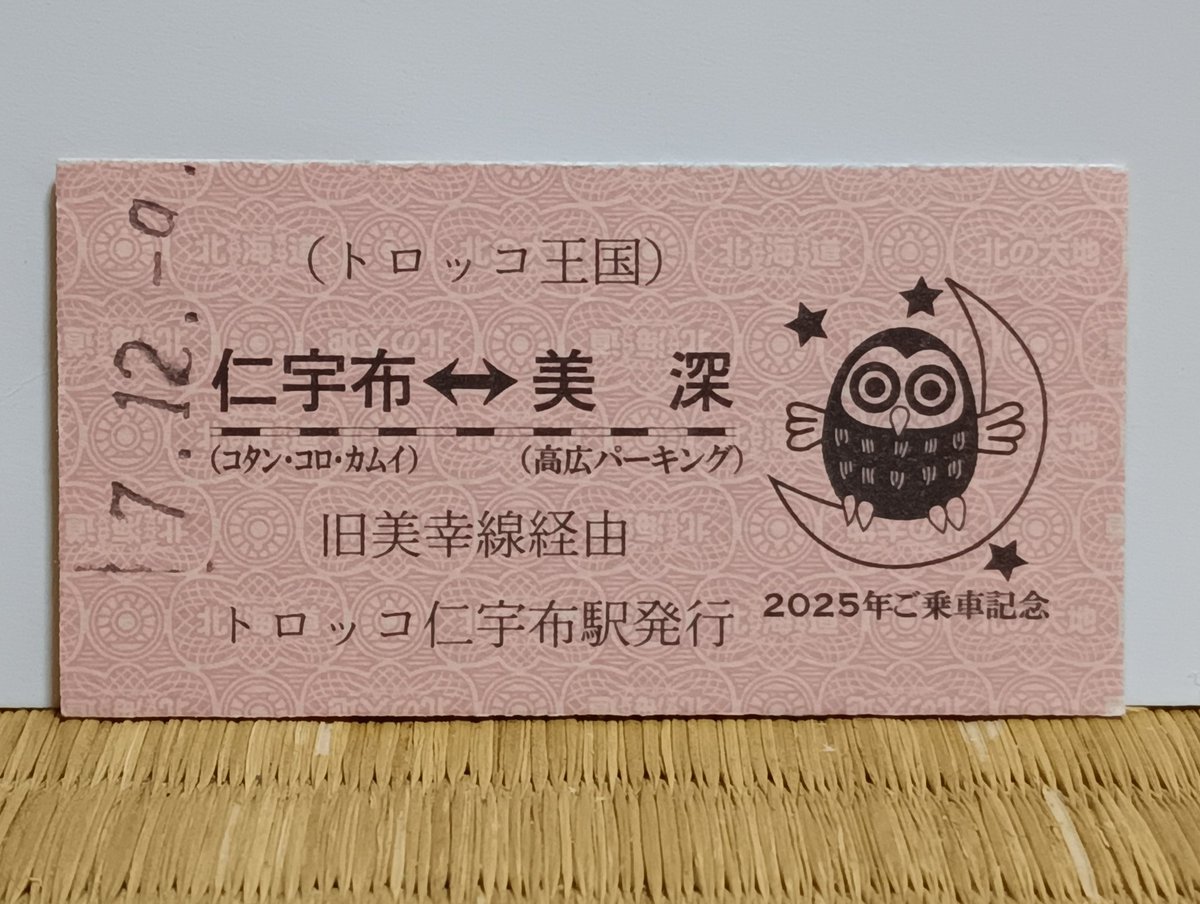 (トロッコ王国)
仁宇布↔美 深
(コタン・コロ・カムイ) (高広パーキング)
旧美幸線経由
トロッコ仁宇布駅発行
2025年ご乗車記念
7.12.-9.